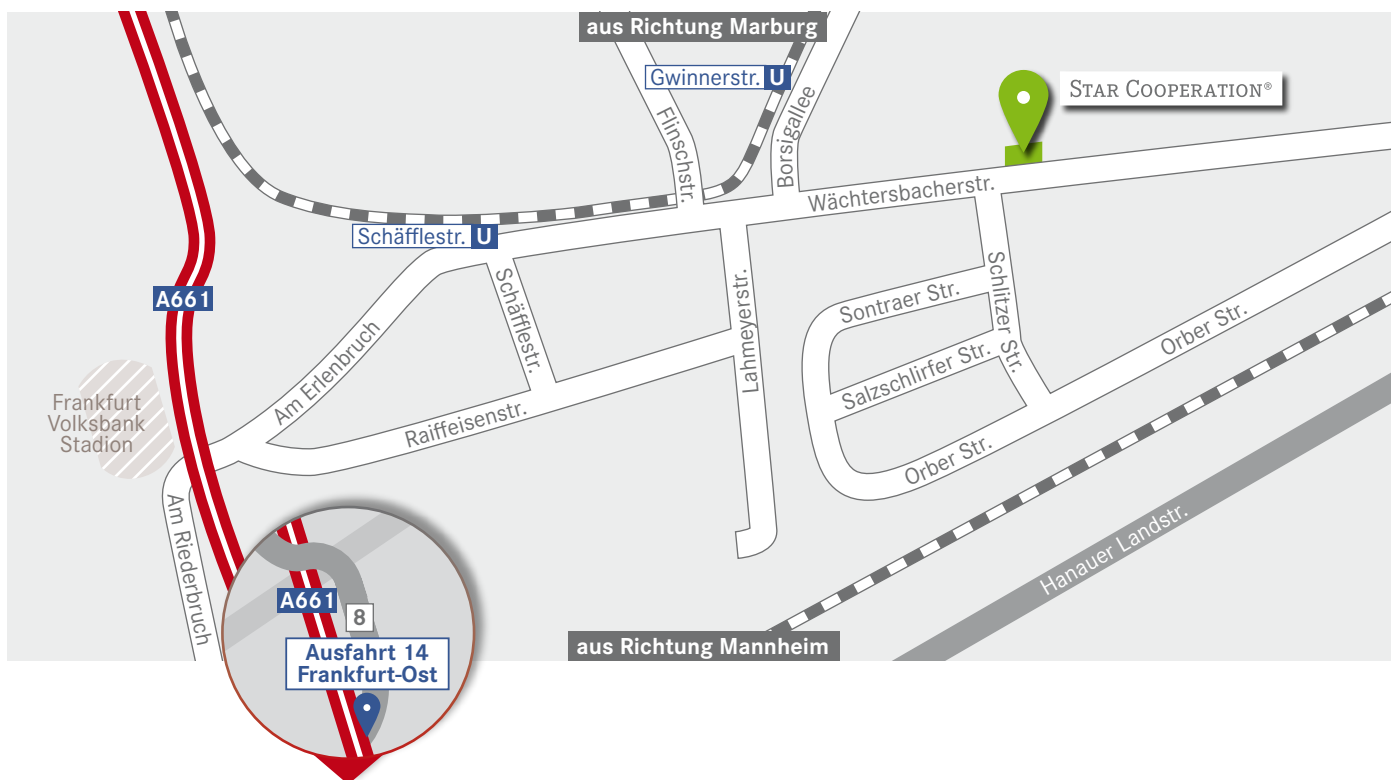 aus Richtung Marburg
Gwinnerstr. U
STAR COOPERATION®
Flinschstr.
Borsigallee
Wächtersbacherstr.
Schäfflestr. U
A661
Schäfflestr.
Lahmeyerstr.
Sontraer Str.
Schlitzer Str.
Orber Str.
Am Erlenbruch
Salzschlirfer Str.
Frankfurt
Volksbank
Stadion
Raiffeisenstr.
Orber Str.
Am Riederbruch
Hanauer Landstr.
A661
8
Ausfahrt 14
Frankfurt-Ost
aus Richtung Mannheim